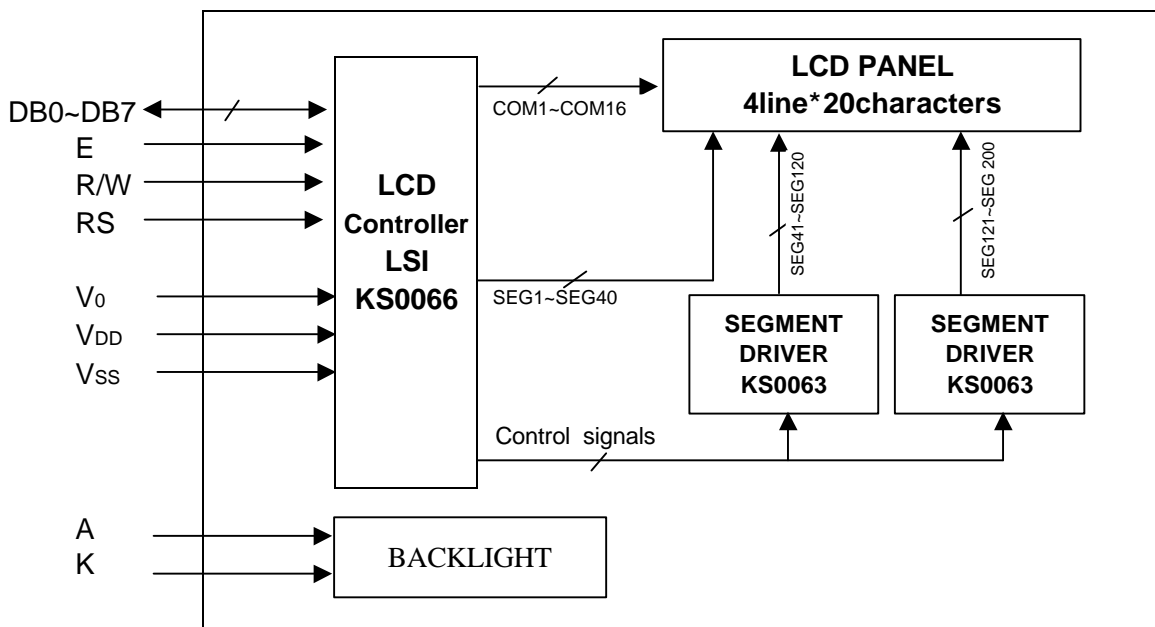 LCD PANEL
4line*20characters
DB0~DB7
COM1~COM16
E
R/W
RS
LCD
Controller
LSI
KS0066
SEG41~SEG120
SEG121~SEG 200
V0
VDD
VSS
SEG1~SEG40
SEGMENT
DRIVER
KS0063
SEGMENT
DRIVER
KS0063
Control signals
A
K
BACKLIGHT